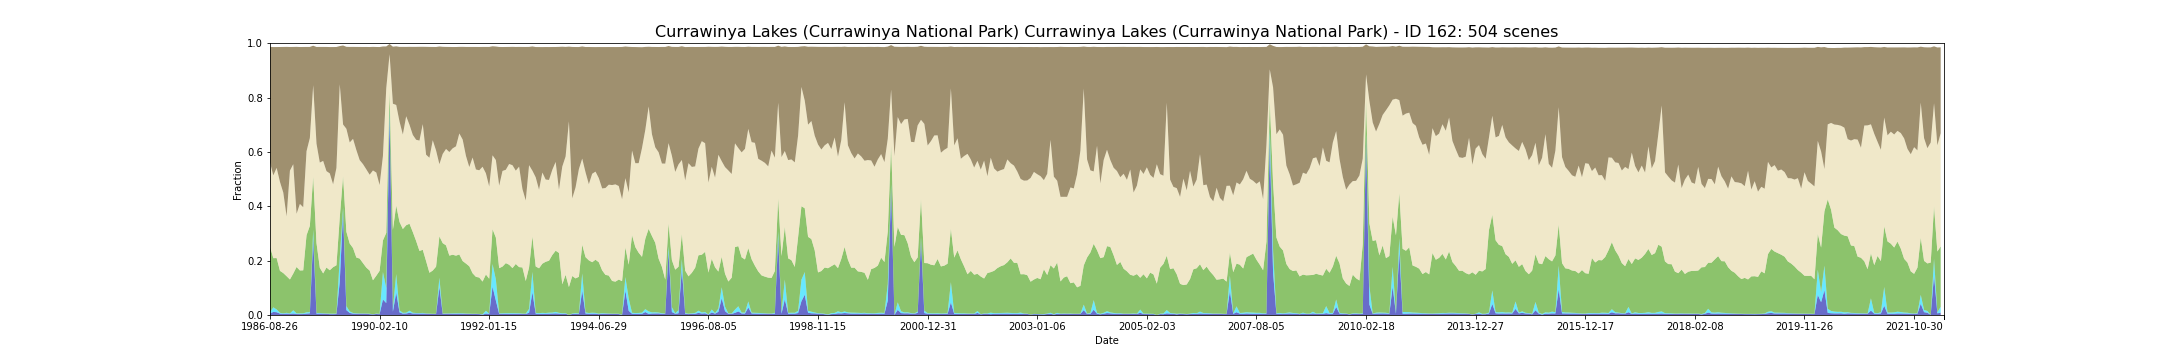 Currawinya Lakes (Currawinya National Park) Currawinya Lakes (Currawinya National Park) - ID 162: 504 scenes
1.0
0.8
0.6
0.4
0.2
0.0
Fraction
1986-08-26 1990-02-10 1992-01-15 1994-06-29 1996-08-05 1998-11-15 2000-12-31 2003-01-06 2005-02-03 2007-08-05 2010-02-18 2013-12-27 2015-12-17 2018-02-08 2019-11-26 2021-10-30
Date